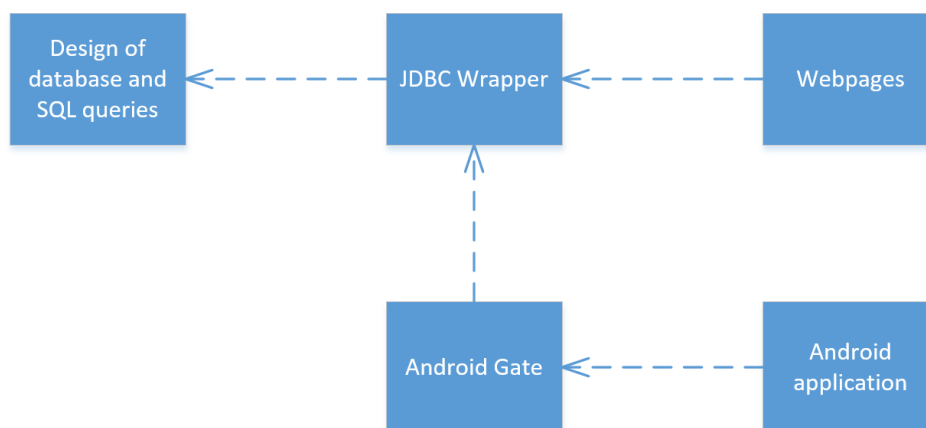 Design of
database and
SQL queries
JDBC Wrapper
Webpages
Android Gate
Android
application